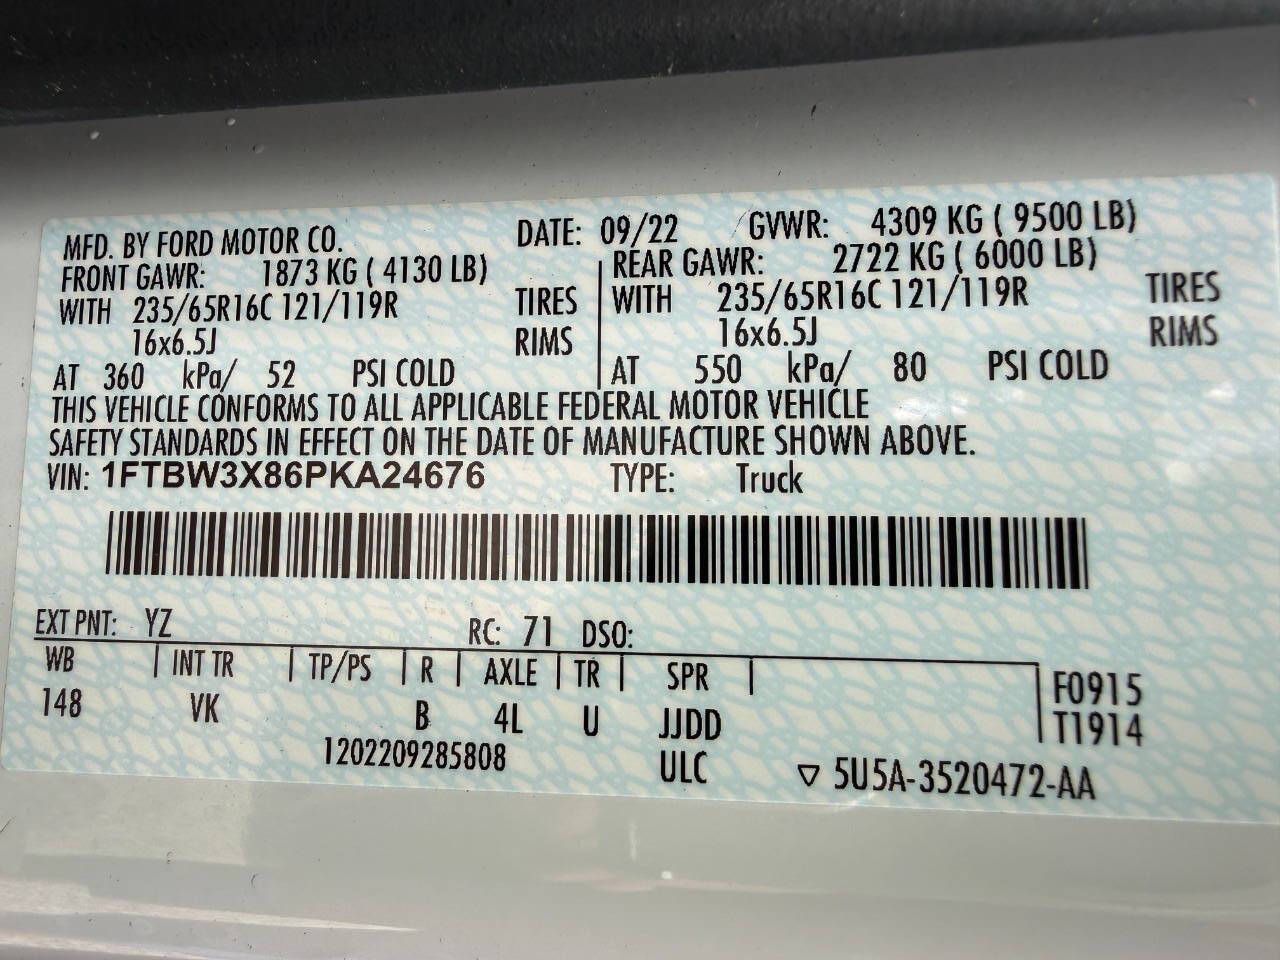 MFD. BY FORD MOTOR CO. DATE: 09/22 GVWR: 4309 KG ( 9500 LB)
FRONT GAWR: 1873 KG ( 4130 LB) REAR GAWR: 2722 KG ( 6000 LB)
WITH 235/65R16C 121/119R TIRES WITH 235/65R16C 121/119R TIRES
16x6.5J RIMS 16x6.5J RIMS
AT 360 kPa/ 52 PSI COLD AT 550 kPa/ 80 PSI COLD
THIS VEHICLE CONFORMS TO ALL APPLICABLE FEDERAL MOTOR VEHICLE
SAFETY STANDARDS IN EFFECT ON THE DATE OF MANUFACTURE SHOWN ABOVE.
VIN: 1FTBW3X86PKA24676 TYPE: Truck
EXT PNT: YZ RC: 71 DSO:
WB INT TR TP/PS R AXLE TR SPR F0915
148 VK B 4L U JJDD T1914
1202209285808 ULC ▽ 5U5A-3520472-AA